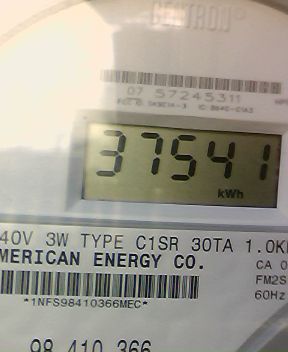 CENTRON®
07 57245311
37541
kWh
40V 3W TYPE C1SR 30TA 1.0K
MERICAN ENERGY CO.
CA 0
FM2S
60Hz
*1NFS98410366MEC*
98 410 366